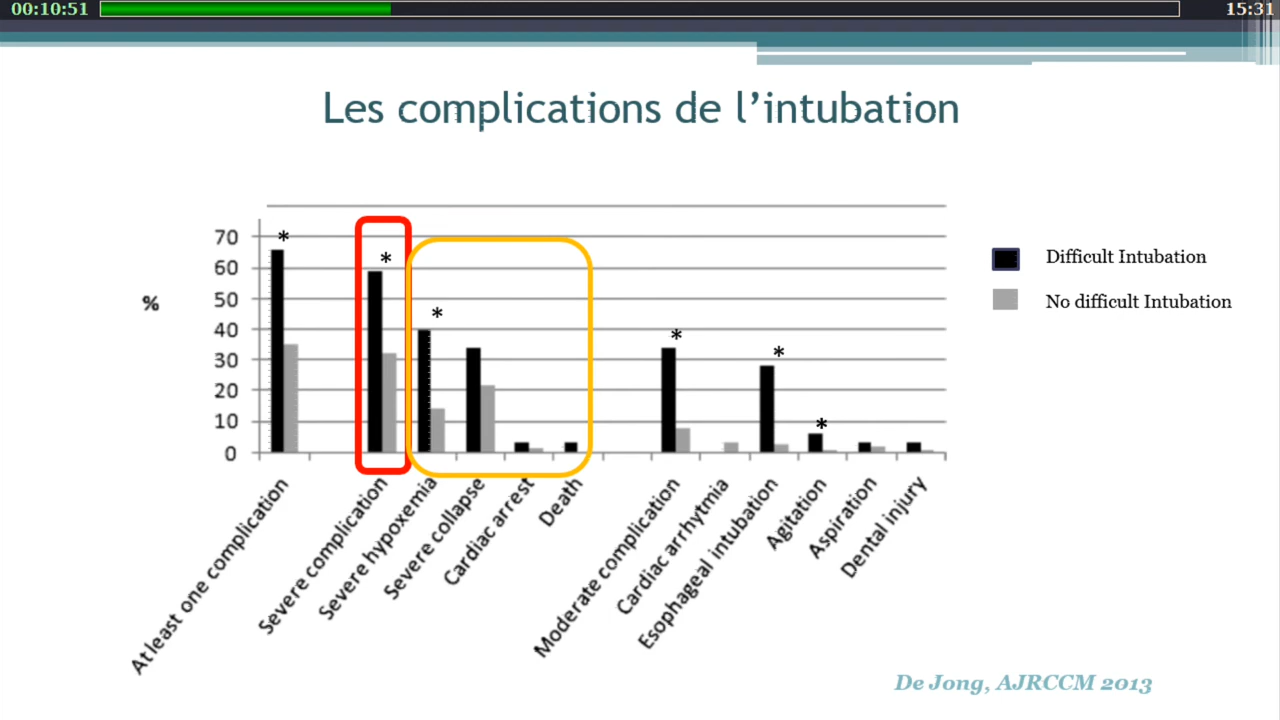 00:10:51
15:31
Les complications de l'intubation
70
60
50
40
30
20
10
0
%
*
*
*
*
*
*
Difficult Intubation
No difficult Intubation
At least one complication
Severe complication
Severe hypoxemia
Severe collapse
Cardiac arrest
Death
Moderate complication
Cardiac arrhytmia
Esophageal intubation
Agitation
Aspiration
Dental injury
De Jong, AJRCCM 2013